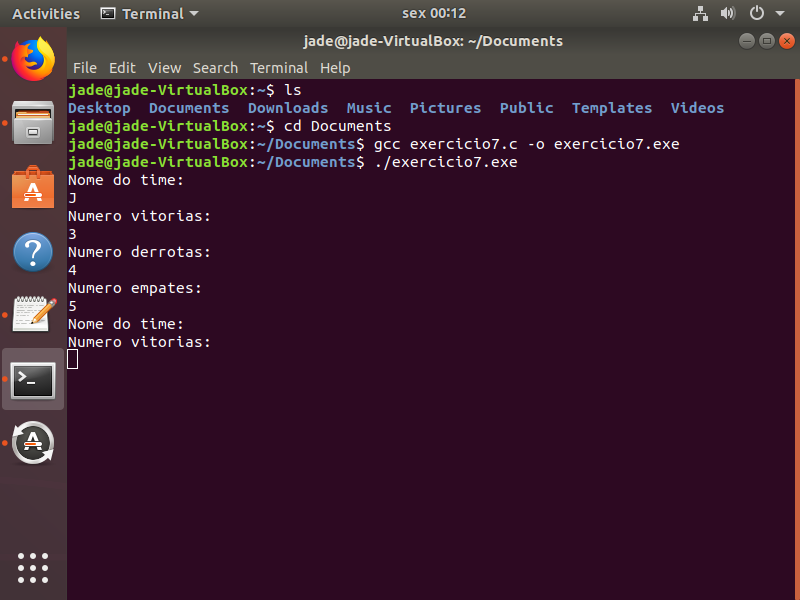 Activities Terminal sex 00:12
jade@jade-VirtualBox: ~/Documents
File Edit View Search Terminal Help
jade@jade-VirtualBox:~$ ls
Desktop Documents Downloads Music Pictures Public Templates Videos
jade@jade-VirtualBox:~$ cd Documents
jade@jade-VirtualBox:~/Documents$ gcc exercicio7.c -o exercicio7.exe
jade@jade-VirtualBox:~/Documents$ ./exercicio7.exe
Nome do time:
J
Numero vitorias:
3
Numero derrotas:
4
Numero empates:
5
Nome do time:
Numero vitorias: